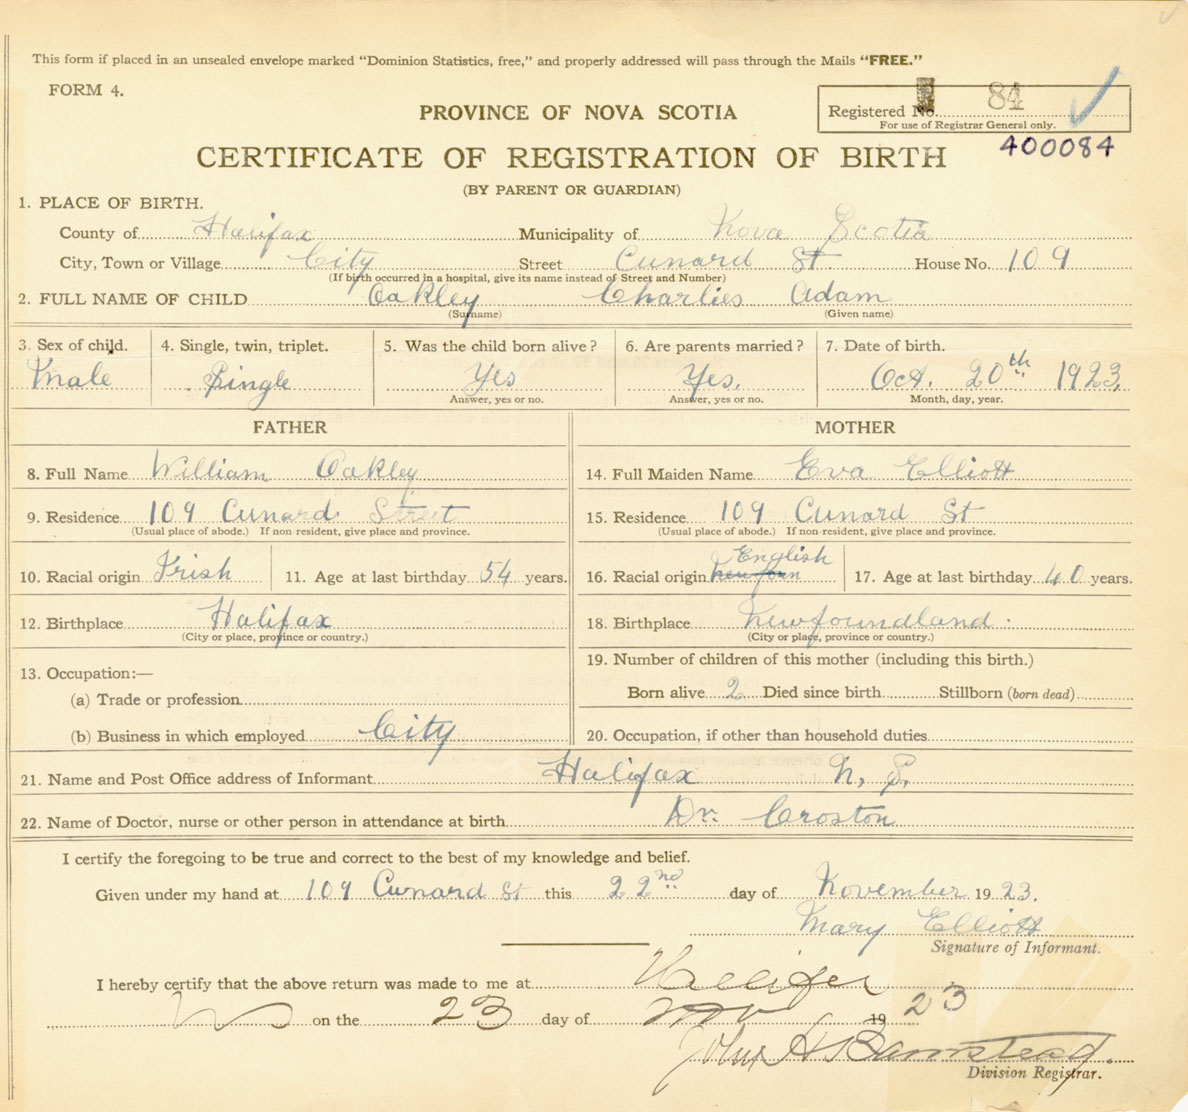 This form if placed in an unsealed envelope marked "Dominion Statistics, free," and properly addressed will pass through the Mails "FREE."
FORM 4.
PROVINCE OF NOVA SCOTIA
Registered No. 84
For use of Registrar General only.
CERTIFICATE OF REGISTRATION OF BIRTH
400084
(BY PARENT OR GUARDIAN)
1. PLACE OF BIRTH.
County of Halifax Municipality of Nova Scotia
City, Town or Village City Street Cunard St House No. 109
(If birth occurred in a hospital, give its name instead of Street and Number)
2. FULL NAME OF CHILD Oakley Charlies Adam
(Surname) (Given name)
3. Sex of child. 4. Single, twin, triplet. 5. Was the child born alive? 6. Are parents married? 7. Date of birth.
Male Single Yes Yes. Oct. 20th 1923.
Answer, yes or no. Answer, yes or no. Month, day, year.
FATHER MOTHER
8. Full Name William Oakley 14. Full Maiden Name Eva Elliott
9. Residence 109 Cunard Street 15. Residence 109 Cunard St
(Usual place of abode.) If non-resident, give place and province. (Usual place of abode.) If non-resident, give place and province.
English
10. Racial origin Irish 11. Age at last birthday 54 years. 16. Racial origin 17. Age at last birthday 40 years.
12. Birthplace Halifax 18. Birthplace Newfoundland.
(City or place, province or country.) (City or place, province or country.)
13. Occupation:— 19. Number of children of this mother (including this birth.)
(a) Trade or profession Born alive 2 Died since birth Stillborn (born dead)
(b) Business in which employed City 20. Occupation, if other than household duties
21. Name and Post Office address of Informant Halifax N. S.
22. Name of Doctor, nurse or other person in attendance at birth Dr. Croston
I certify the foregoing to be true and correct to the best of my knowledge and belief.
Given under my hand at 109 Cunard St this 22nd day of November 1923.
Mary Elliott
Signature of Informant.
I hereby certify that the above return was made to me at Halifax
on the 23 day of Nov 19 23
John A Barnstead.
Division Registrar.